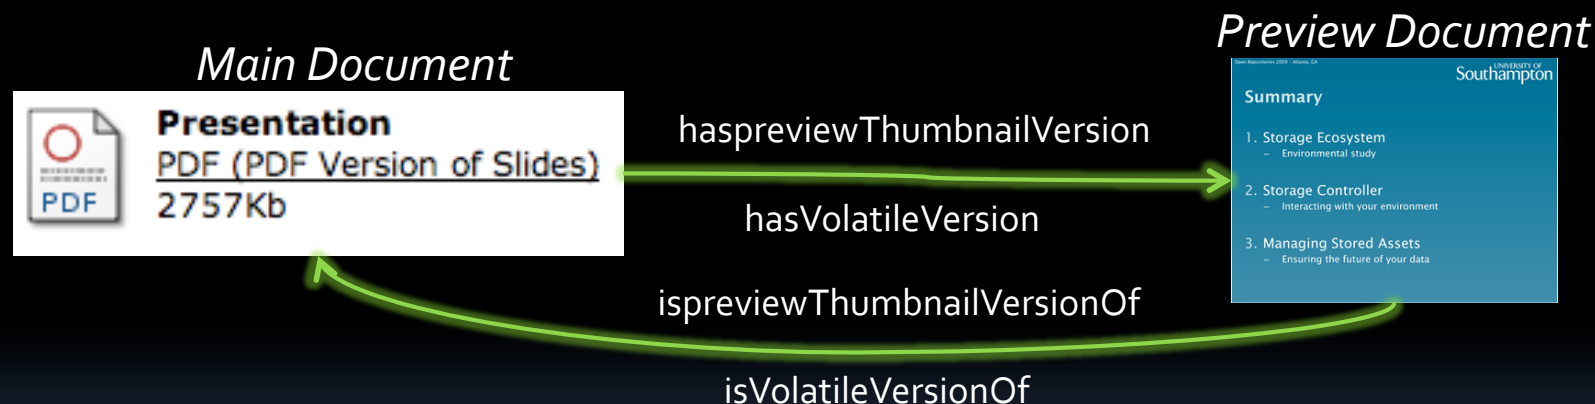 Main Document
Presentation
PDF (PDF Version of Slides)
2757Kb
PDF
haspreviewThumbnailVersion
hasVolatileVersion
ispreviewThumbnailVersionOf
isVolatileVersionOf
Preview Document
Open Repositories 2009 - Atlanta, GA
UNIVERSITY OF
Southampton
Summary
1. Storage Ecosystem
– Environmental study
2. Storage Controller
– Interacting with your environment
3. Managing Stored Assets
– Ensuring the future of your data